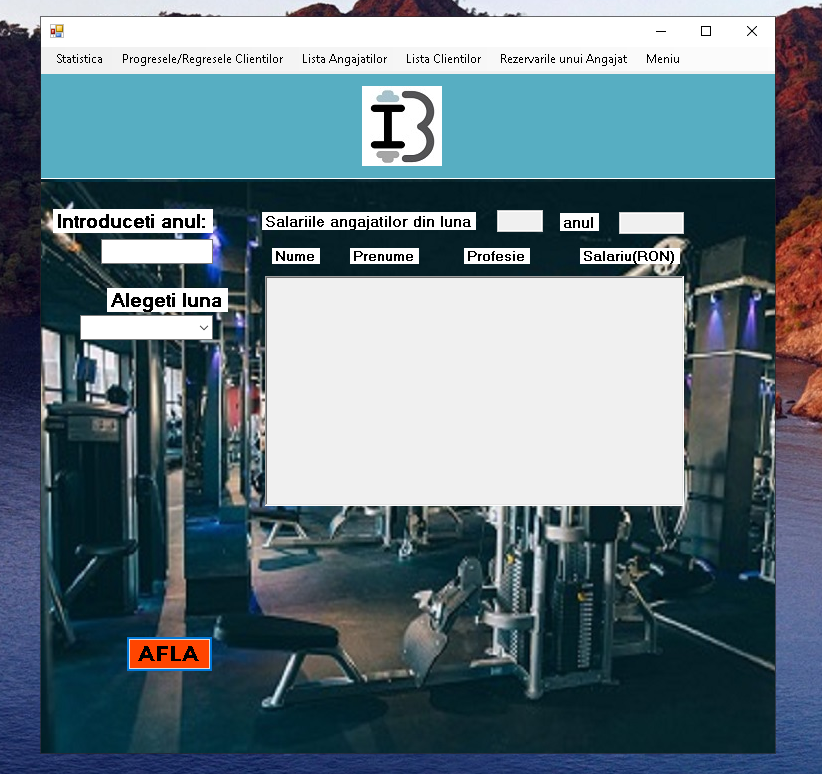 Statistica Progresele/Regresele Clientilor Lista Angajatilor Lista Clientilor Rezervarile unui Angajat Meniu
IB
Introduceti anul:
Salariile angajatilor din luna anul
Nume Prenume Profesie Salariu(RON)
Alegeti luna
AFLA